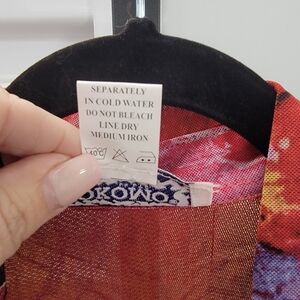 SEPARATELY
IN COLD WATER
DO NOT BLEACH
LINE DRY
MEDIUM IRON